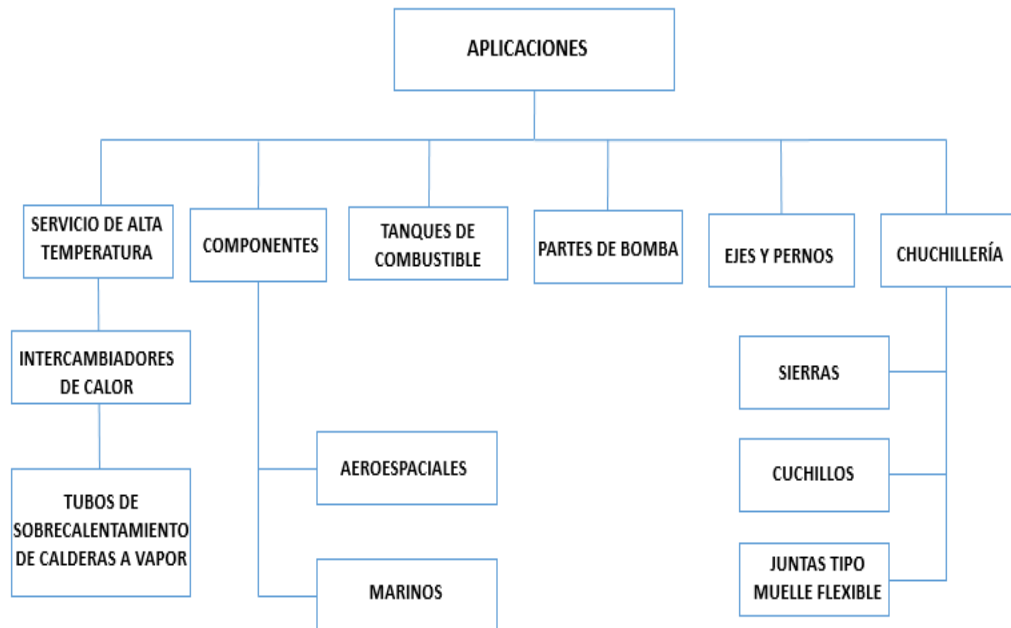 APLICACIONES
SERVICIO DE ALTA
TEMPERATURA
COMPONENTES
TANQUES DE
COMBUSTIBLE
PARTES DE BOMBA
EJES Y PERNOS
CHUCHILLERÍA
INTERCAMBIADORES
DE CALOR
SIERRAS
AEROESPACIALES
CUCHILLOS
TUBOS DE
SOBRECALENTAMIENTO
DE CALDERAS A VAPOR
MARINOS
JUNTAS TIPO
MUELLE FLEXIBLE